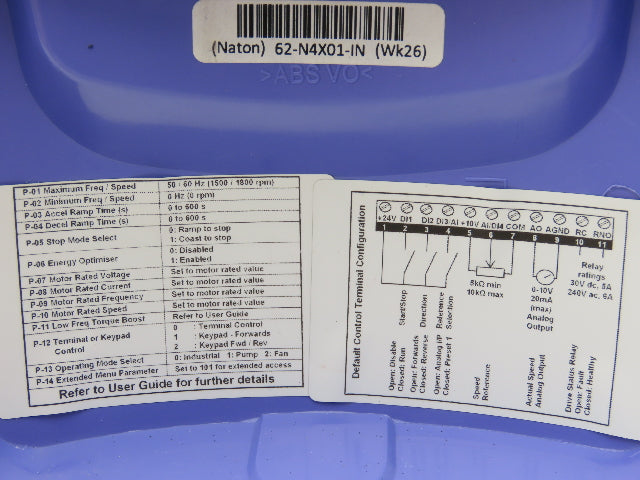 (Naton) 62-N4X01-IN (Wk26)
>ABS VO<
P-01 Maximum Freq / Speed 50 / 60 Hz (1500 / 1800 rpm)
P-02 Minimum Freq / Speed 0 Hz (0 rpm)
P-03 Accel Ramp Time (s) 0 to 600 s
P-04 Decel Ramp Time (s) 0 to 600 s
P-05 Stop Mode Select 0: Ramp to stop
1: Coast to stop
P-06 Energy Optimiser 0: Disabled
1: Enabled
P-07 Motor Rated Voltage Set to motor rated value
P-08 Motor Rated Current Set to motor rated value
P-09 Motor Rated Frequency Set to motor rated value
P-10 Motor Rated Speed Set to motor rated value
P-11 Low Freq Torque Boost Refer to User Guide
P-12 Terminal or Keypad Control 0 : Terminal Control
1 : Keypad - Forwards
2 : Keypad Fwd / Rev
P-13 Operating Mode Select 0: Industrial 1: Pump 2: Fan
P-14 Extended Menu Parameter Set to 101 for extended access
Refer to User Guide for further details
Default Control Terminal Configuration
+24V DI1 DI2 DI3/AI +10V AI/DI4 COM AO AGND RC RNO
1 2 3 4 5 6 7 8 9 10 11
Start/Stop
Direction
Reference
Selection
5kΩ min
10kΩ max
0-10V
20mA
(max)
Analog
Output
Relay
ratings
30V dc, 5A
240V ac, 6A
Open: Disable
Closed: Run
Open: Forwards
Closed: Reverse
Open: Analog I/P
Closed: Preset 1
Speed
Reference
Actual Speed
Analog Output
Drive Status Relay
Open: Fault
Closed: Healthy